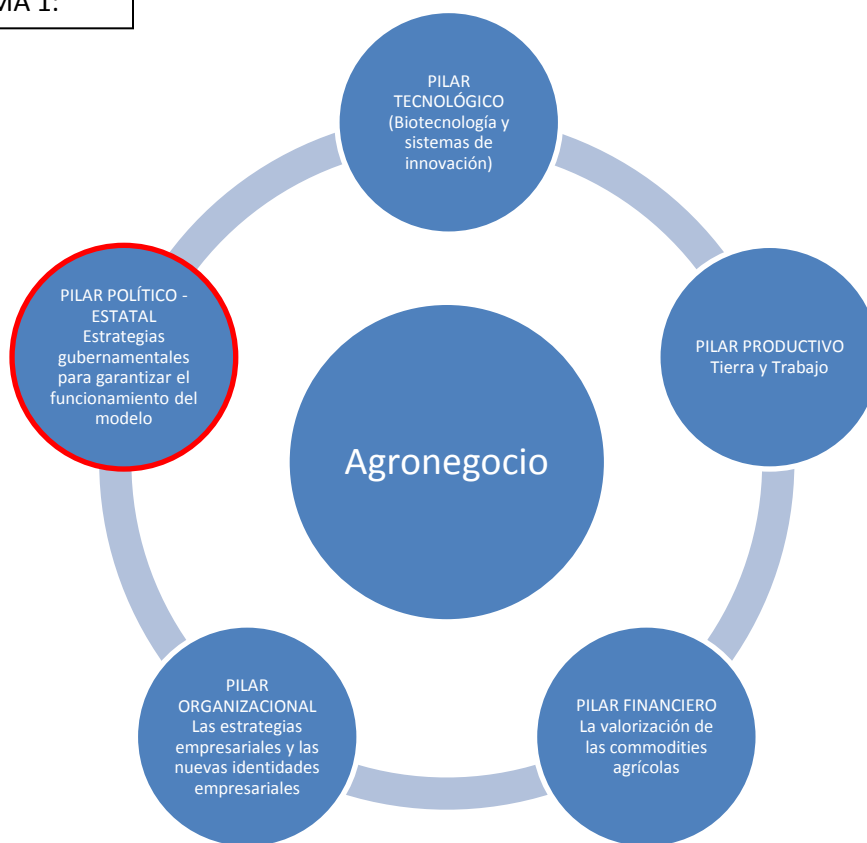 MA 1:
PILAR
TECNOLÓGICO
(Biotecnología y
sistemas de
innovación)
PILAR POLÍTICO -
ESTATAL
Estrategias
gubernamentales
para garantizar el
funcionamiento del
modelo
PILAR PRODUCTIVO
Tierra y Trabajo
Agronegocio
PILAR
ORGANIZACIONAL
Las estrategias
empresariales y las
nuevas identidades
empresariales
PILAR FINANCIERO
La valorización de
las commodities
agrícolas